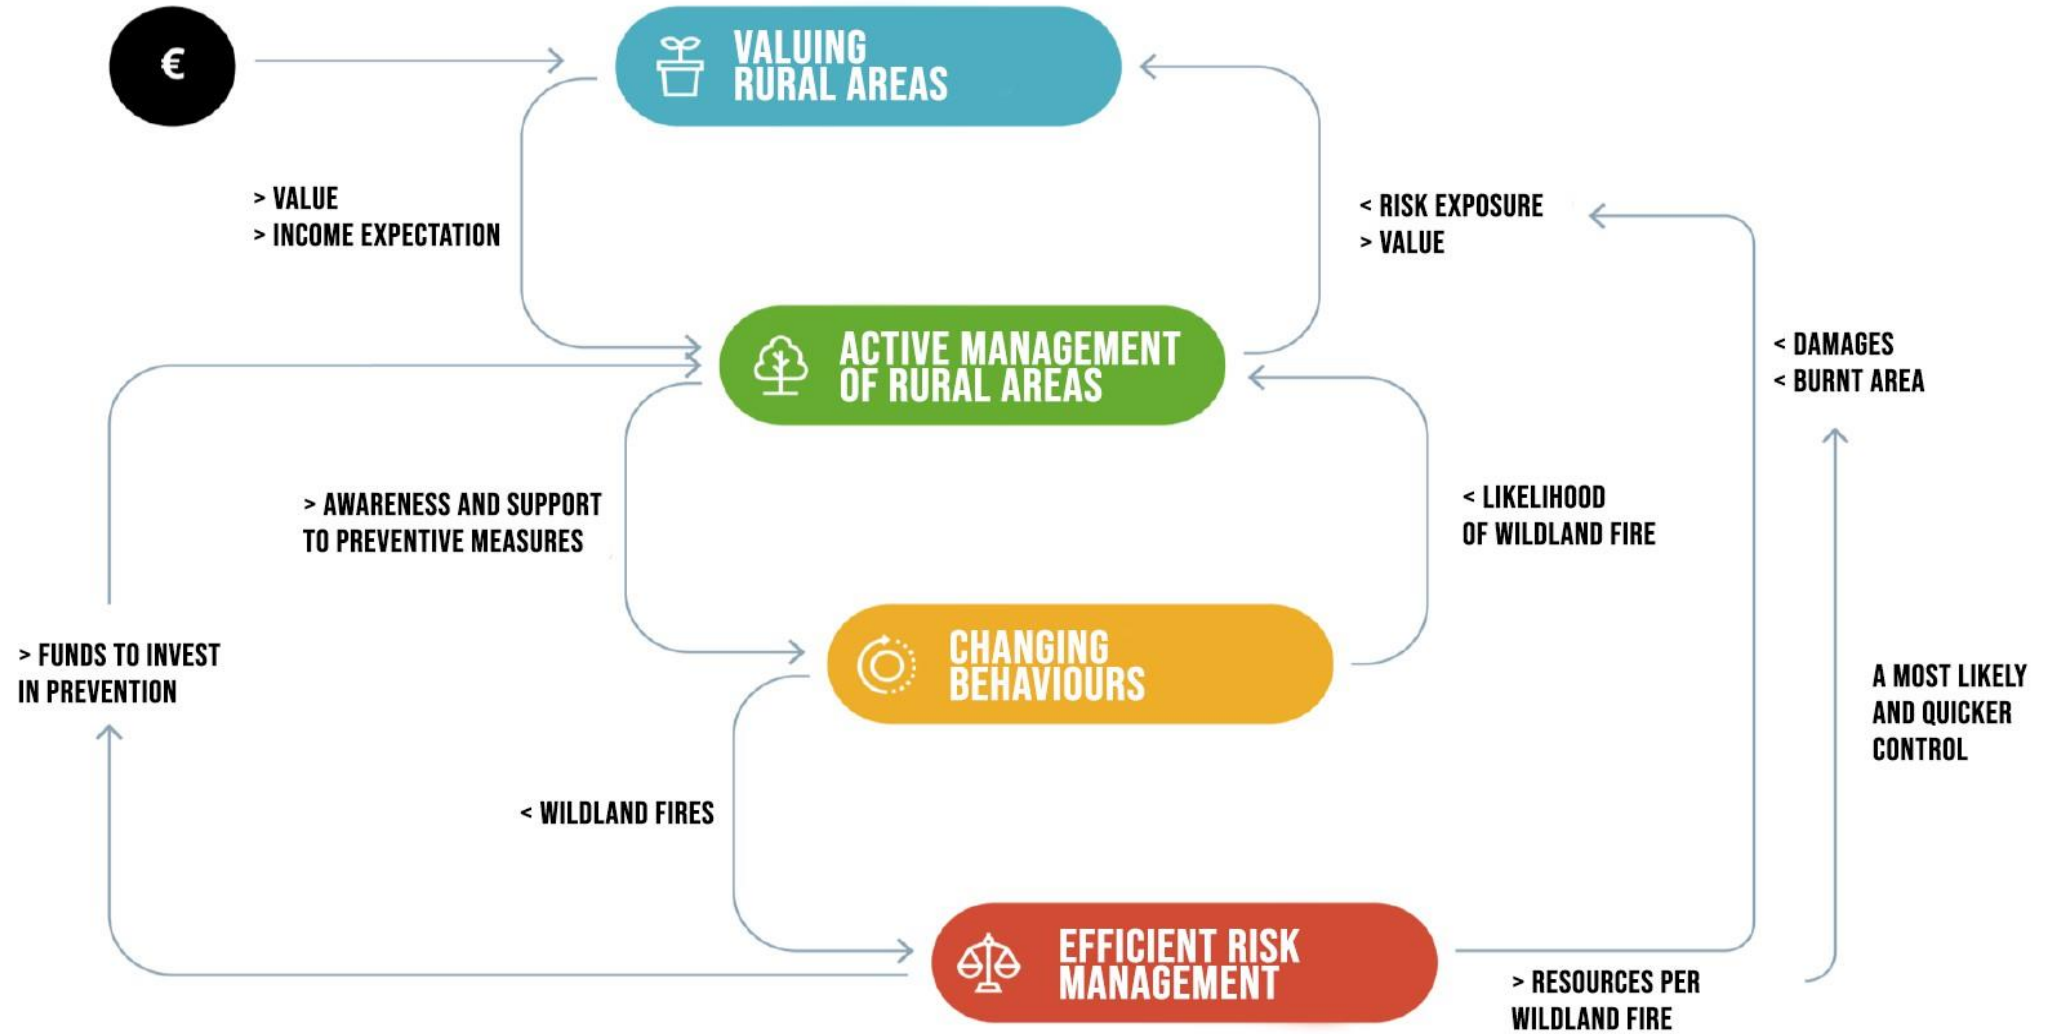 €
VALUING
RURAL AREAS
> VALUE
> INCOME EXPECTATION
< RISK EXPOSURE
> VALUE
ACTIVE MANAGEMENT
OF RURAL AREAS
< DAMAGES
< BURNT AREA
> AWARENESS AND SUPPORT
TO PREVENTIVE MEASURES
< LIKELIHOOD
OF WILDLAND FIRE
CHANGING
BEHAVIOURS
> FUNDS TO INVEST
IN PREVENTION
A MOST LIKELY
AND QUICKER
CONTROL
< WILDLAND FIRES
EFFICIENT RISK
MANAGEMENT
> RESOURCES PER
WILDLAND FIRE